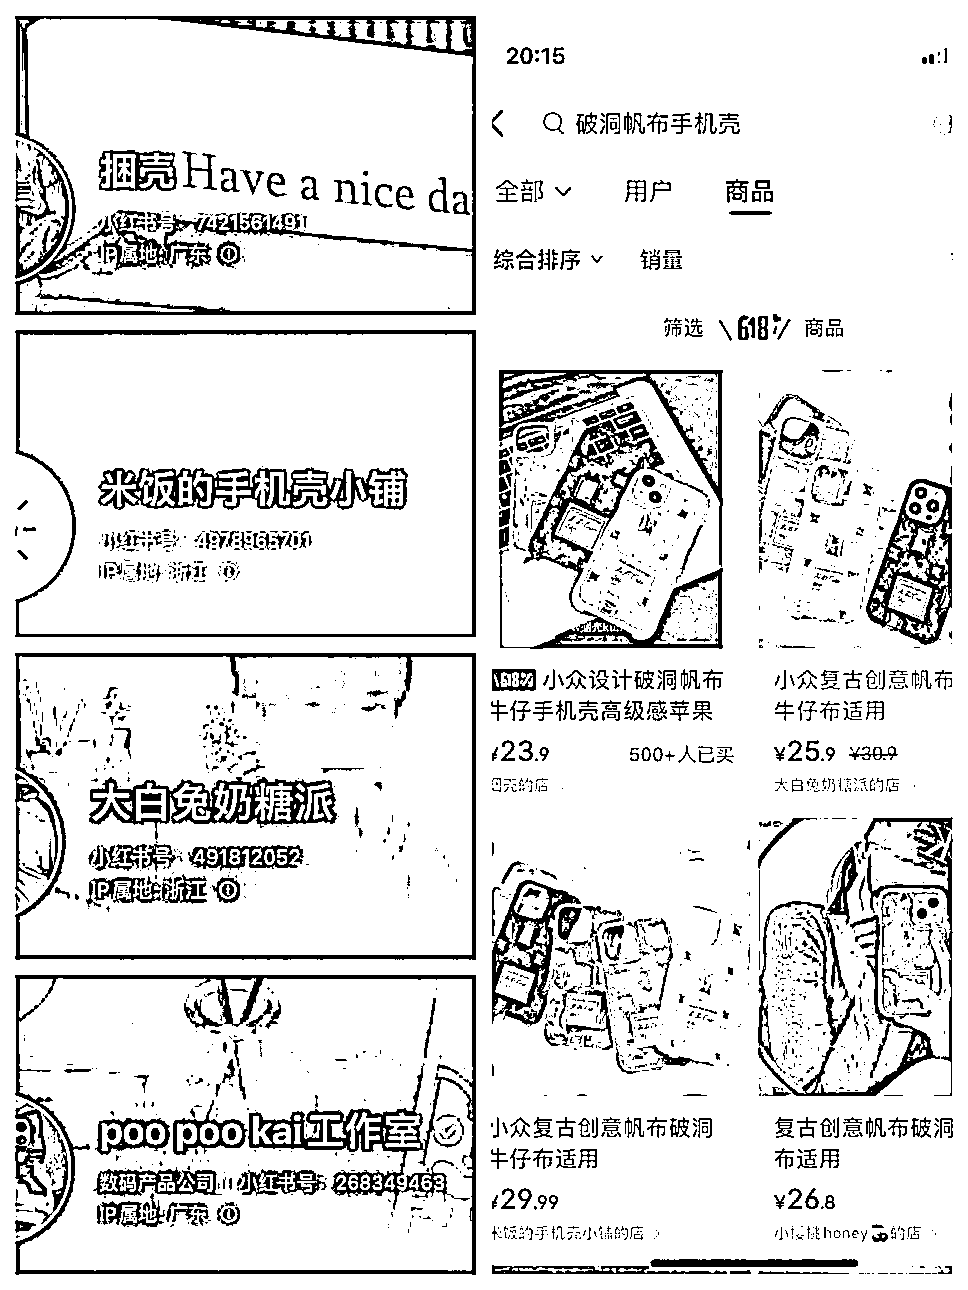 捆壳
Have a nice da
小红书号：7421561491
IP属地：广东
米饭的手机壳小铺
小红书号：4978965701
IP属地：浙江
大白兔奶糖派
小红书号：491812052
IP属地：浙江
poo poo kai工作室
数码产品公司 小红书号：268349463
IP属地：广东
20:15
破洞帆布手机壳
全部 用户 商品
综合排序 销量
筛选 618 商品
618 小众设计破洞帆布
牛仔手机壳高级感苹果
¥23.9 500+人已买
捆壳的店
小众复古创意帆布
牛仔布适用
¥25.9 ¥30.9
大白兔奶糖派的店
小众复古创意帆布破洞
牛仔布适用
¥29.99
米饭的手机壳小铺的店
复古创意帆布破洞
布适用
¥26.8
小樱桃honey🍒的店